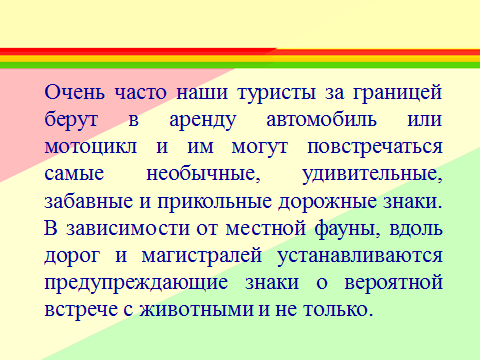 Очень часто наши туристы за границей
берут в аренду автомобиль или
мотоцикл и им могут повстречаться
самые необычные, удивительные,
забавные и прикольные дорожные знаки.
В зависимости от местной фауны, вдоль
дорог и магистралей устанавливаются
предупреждающие знаки о вероятной
встрече с животными и не только.